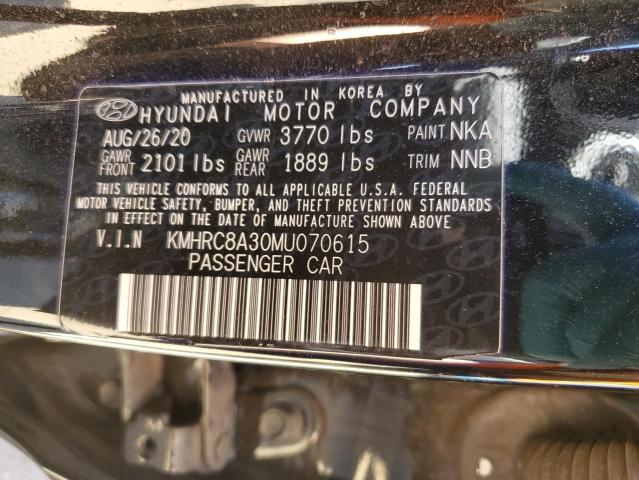 MANUFACTURED IN KOREA BY
HYUNDAI MOTOR COMPANY
AUG/26/20 GVWR 3770 lbs PAINT NKA
GAWR FRONT 2101 lbs GAWR REAR 1889 lbs TRIM NNB
THIS VEHICLE CONFORMS TO ALL APPLICABLE U.S.A. FEDERAL
MOTOR VEHICLE SAFETY, BUMPER, AND THEFT PREVENTION STANDARDS
IN EFFECT ON THE DATE OF MANUFACTURE SHOWN ABOVE.
V.I.N KMHRC8A30MU070615
PASSENGER CAR